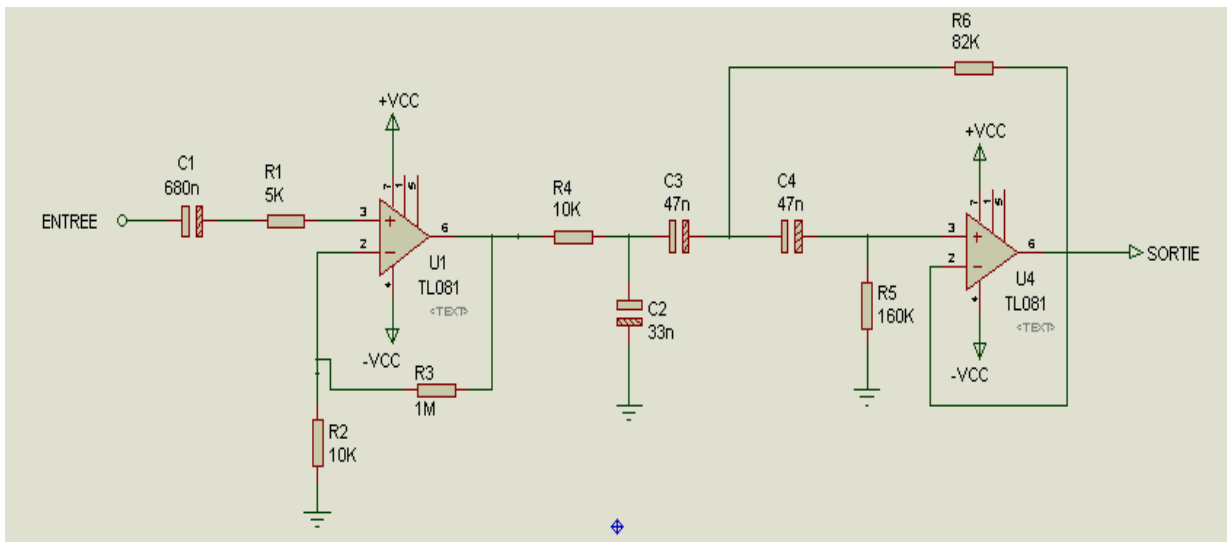 R6
82K
+VCC
C1
680n
R1
5K
ENTREE
7
1
5
3
2
6
4
U1
TL081
<TEXT>
-VCC
R3
1M
R2
10K
R4
10K
C2
33n
C3
47n
C4
47n
R5
160K
+VCC
7
1
5
3
2
6
4
U4
TL081
<TEXT>
-VCC
SORTIE